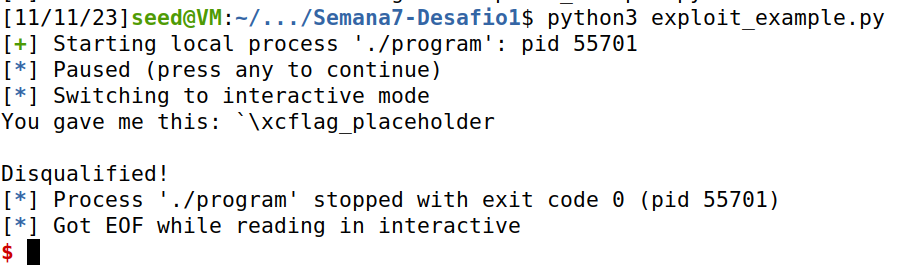 [11/11/23]seed@VM:~/.../Semana7-Desafio1$ python3 exploit_example.py
[+] Starting local process './program': pid 55701
[*] Paused (press any to continue)
[*] Switching to interactive mode
You gave me this: `\xcflag_placeholder
Disqualified!
[*] Process './program' stopped with exit code 0 (pid 55701)
[*] Got EOF while reading in interactive
$